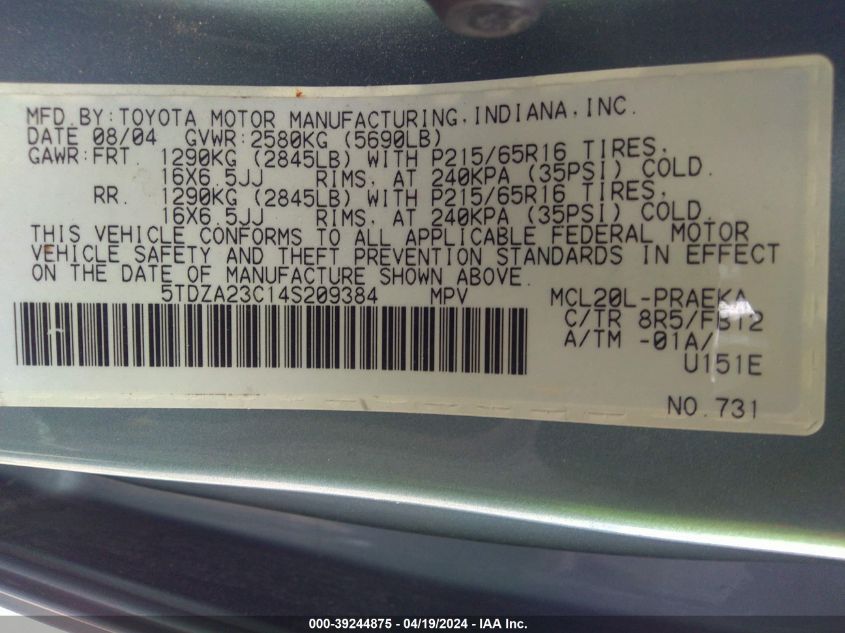 MFD.BY:TOYOTA MOTOR MANUFACTURING,INDIANA,INC.
DATE 08/04 GVWR:2580KG (5690LB)
GAWR:FRT. 1290KG (2845LB) WITH P215/65R16 TIRES,
16X6.5JJ RIMS, AT 240KPA (35PSI) COLD.
RR. 1290KG (2845LB) WITH P215/65R16 TIRES,
16X6.5JJ RIMS, AT 240KPA (35PSI) COLD.
THIS VEHICLE CONFORMS TO ALL APPLICABLE FEDERAL MOTOR
VEHICLE SAFETY AND THEFT PREVENTION STANDARDS IN EFFECT
ON THE DATE OF MANUFACTURE SHOWN ABOVE.
5TDZA23C14S209384 MPV MCL20L-PRAEKA
C/TR 8R5/FB12
A/TM -01A/
U151E
NO.731
000-39244875 - 04/19/2024 - IAA Inc.